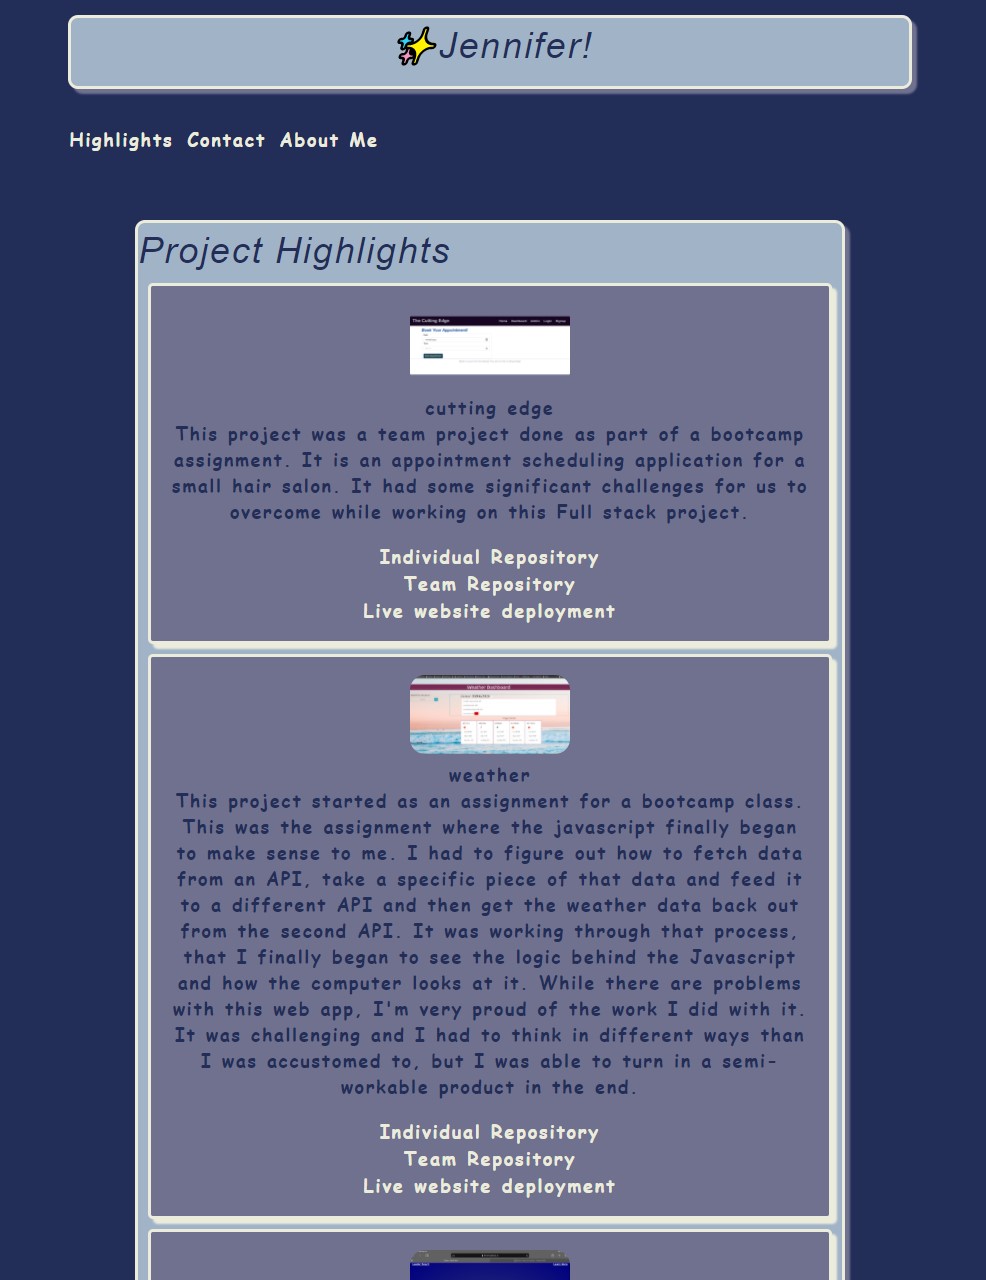 ✨Jennifer!
Highlights Contact About Me
Project Highlights
The Cutting Edge
Book Your Appointment!
cutting edge
This project was a team project done as part of a bootcamp
assignment. It is an appointment scheduling application for a
small hair salon. It had some significant challenges for us to
overcome while working on this Full stack project.
Individual Repository
Team Repository
Live website deployment
Weather Dashboard
weather
This project started as an assignment for a bootcamp class.
This was the assignment where the javascript finally began
to make sense to me. I had to figure out how to fetch data
from an API, take a specific piece of that data and feed it
to a different API and then get the weather data back out
from the second API. It was working through that process,
that I finally began to see the logic behind the Javascript
and how the computer looks at it. While there are problems
with this web app, I'm very proud of the work I did with it.
It was challenging and I had to think in different ways than
I was accustomed to, but I was able to turn in a semi-
workable product in the end.
Individual Repository
Team Repository
Live website deployment